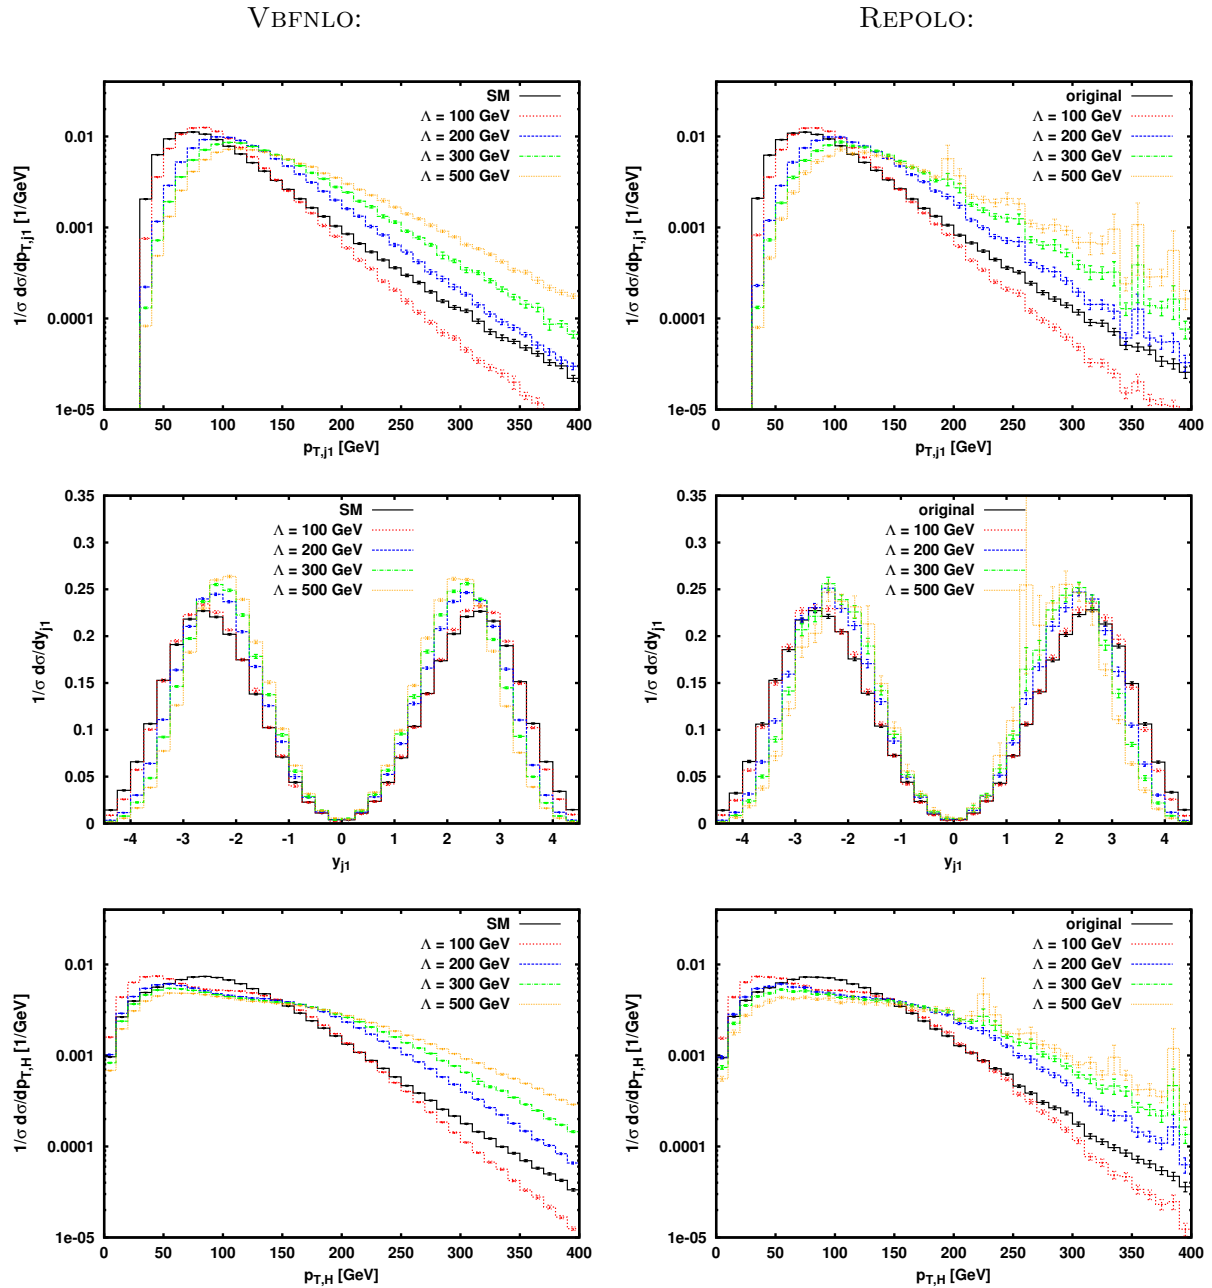 VBFNLO:
REPOLO:
SM
Λ = 100 GeV
Λ = 200 GeV
Λ = 300 GeV
Λ = 500 GeV
0.01
0.001
0.0001
1e-05
1/σ dσ/dp_T,j1 [1/GeV]
0 50 100 150 200 250 300 350 400
p_T,j1 [GeV]
original
Λ = 100 GeV
Λ = 200 GeV
Λ = 300 GeV
Λ = 500 GeV
0.01
0.001
0.0001
1e-05
1/σ dσ/dp_T,j1 [1/GeV]
0 50 100 150 200 250 300 350 400
p_T,j1 [GeV]
SM
Λ = 100 GeV
Λ = 200 GeV
Λ = 300 GeV
Λ = 500 GeV
0.35
0.3
0.25
0.2
0.15
0.1
0.05
0
1/σ dσ/dy_j1
-4 -3 -2 -1 0 1 2 3 4
y_j1
original
Λ = 100 GeV
Λ = 200 GeV
Λ = 300 GeV
Λ = 500 GeV
0.35
0.3
0.25
0.2
0.15
0.1
0.05
0
1/σ dσ/dy_j1
-4 -3 -2 -1 0 1 2 3 4
y_j1
SM
Λ = 100 GeV
Λ = 200 GeV
Λ = 300 GeV
Λ = 500 GeV
0.01
0.001
0.0001
1e-05
1/σ dσ/dp_T,H [1/GeV]
0 50 100 150 200 250 300 350 400
p_T,H [GeV]
original
Λ = 100 GeV
Λ = 200 GeV
Λ = 300 GeV
Λ = 500 GeV
0.01
0.001
0.0001
1e-05
1/σ dσ/dp_T,H [1/GeV]
0 50 100 150 200 250 300 350 400
p_T,H [GeV]